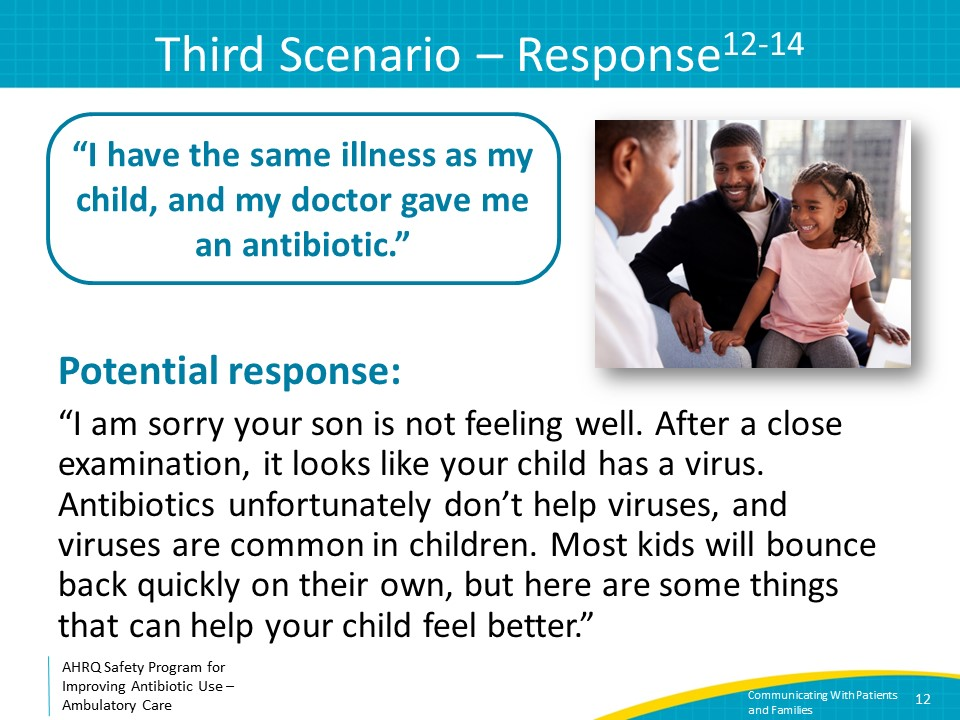 Third Scenario – Response12-14
“I have the same illness as my
child, and my doctor gave me
an antibiotic.”
Potential response:
“I am sorry your son is not feeling well. After a close
examination, it looks like your child has a virus.
Antibiotics unfortunately don’t help viruses, and
viruses are common in children. Most kids will bounce
back quickly on their own, but here are some things
that can help your child feel better.”
AHRQ Safety Program for
Improving Antibiotic Use –
Ambulatory Care
Communicating With Patients
and Families
12